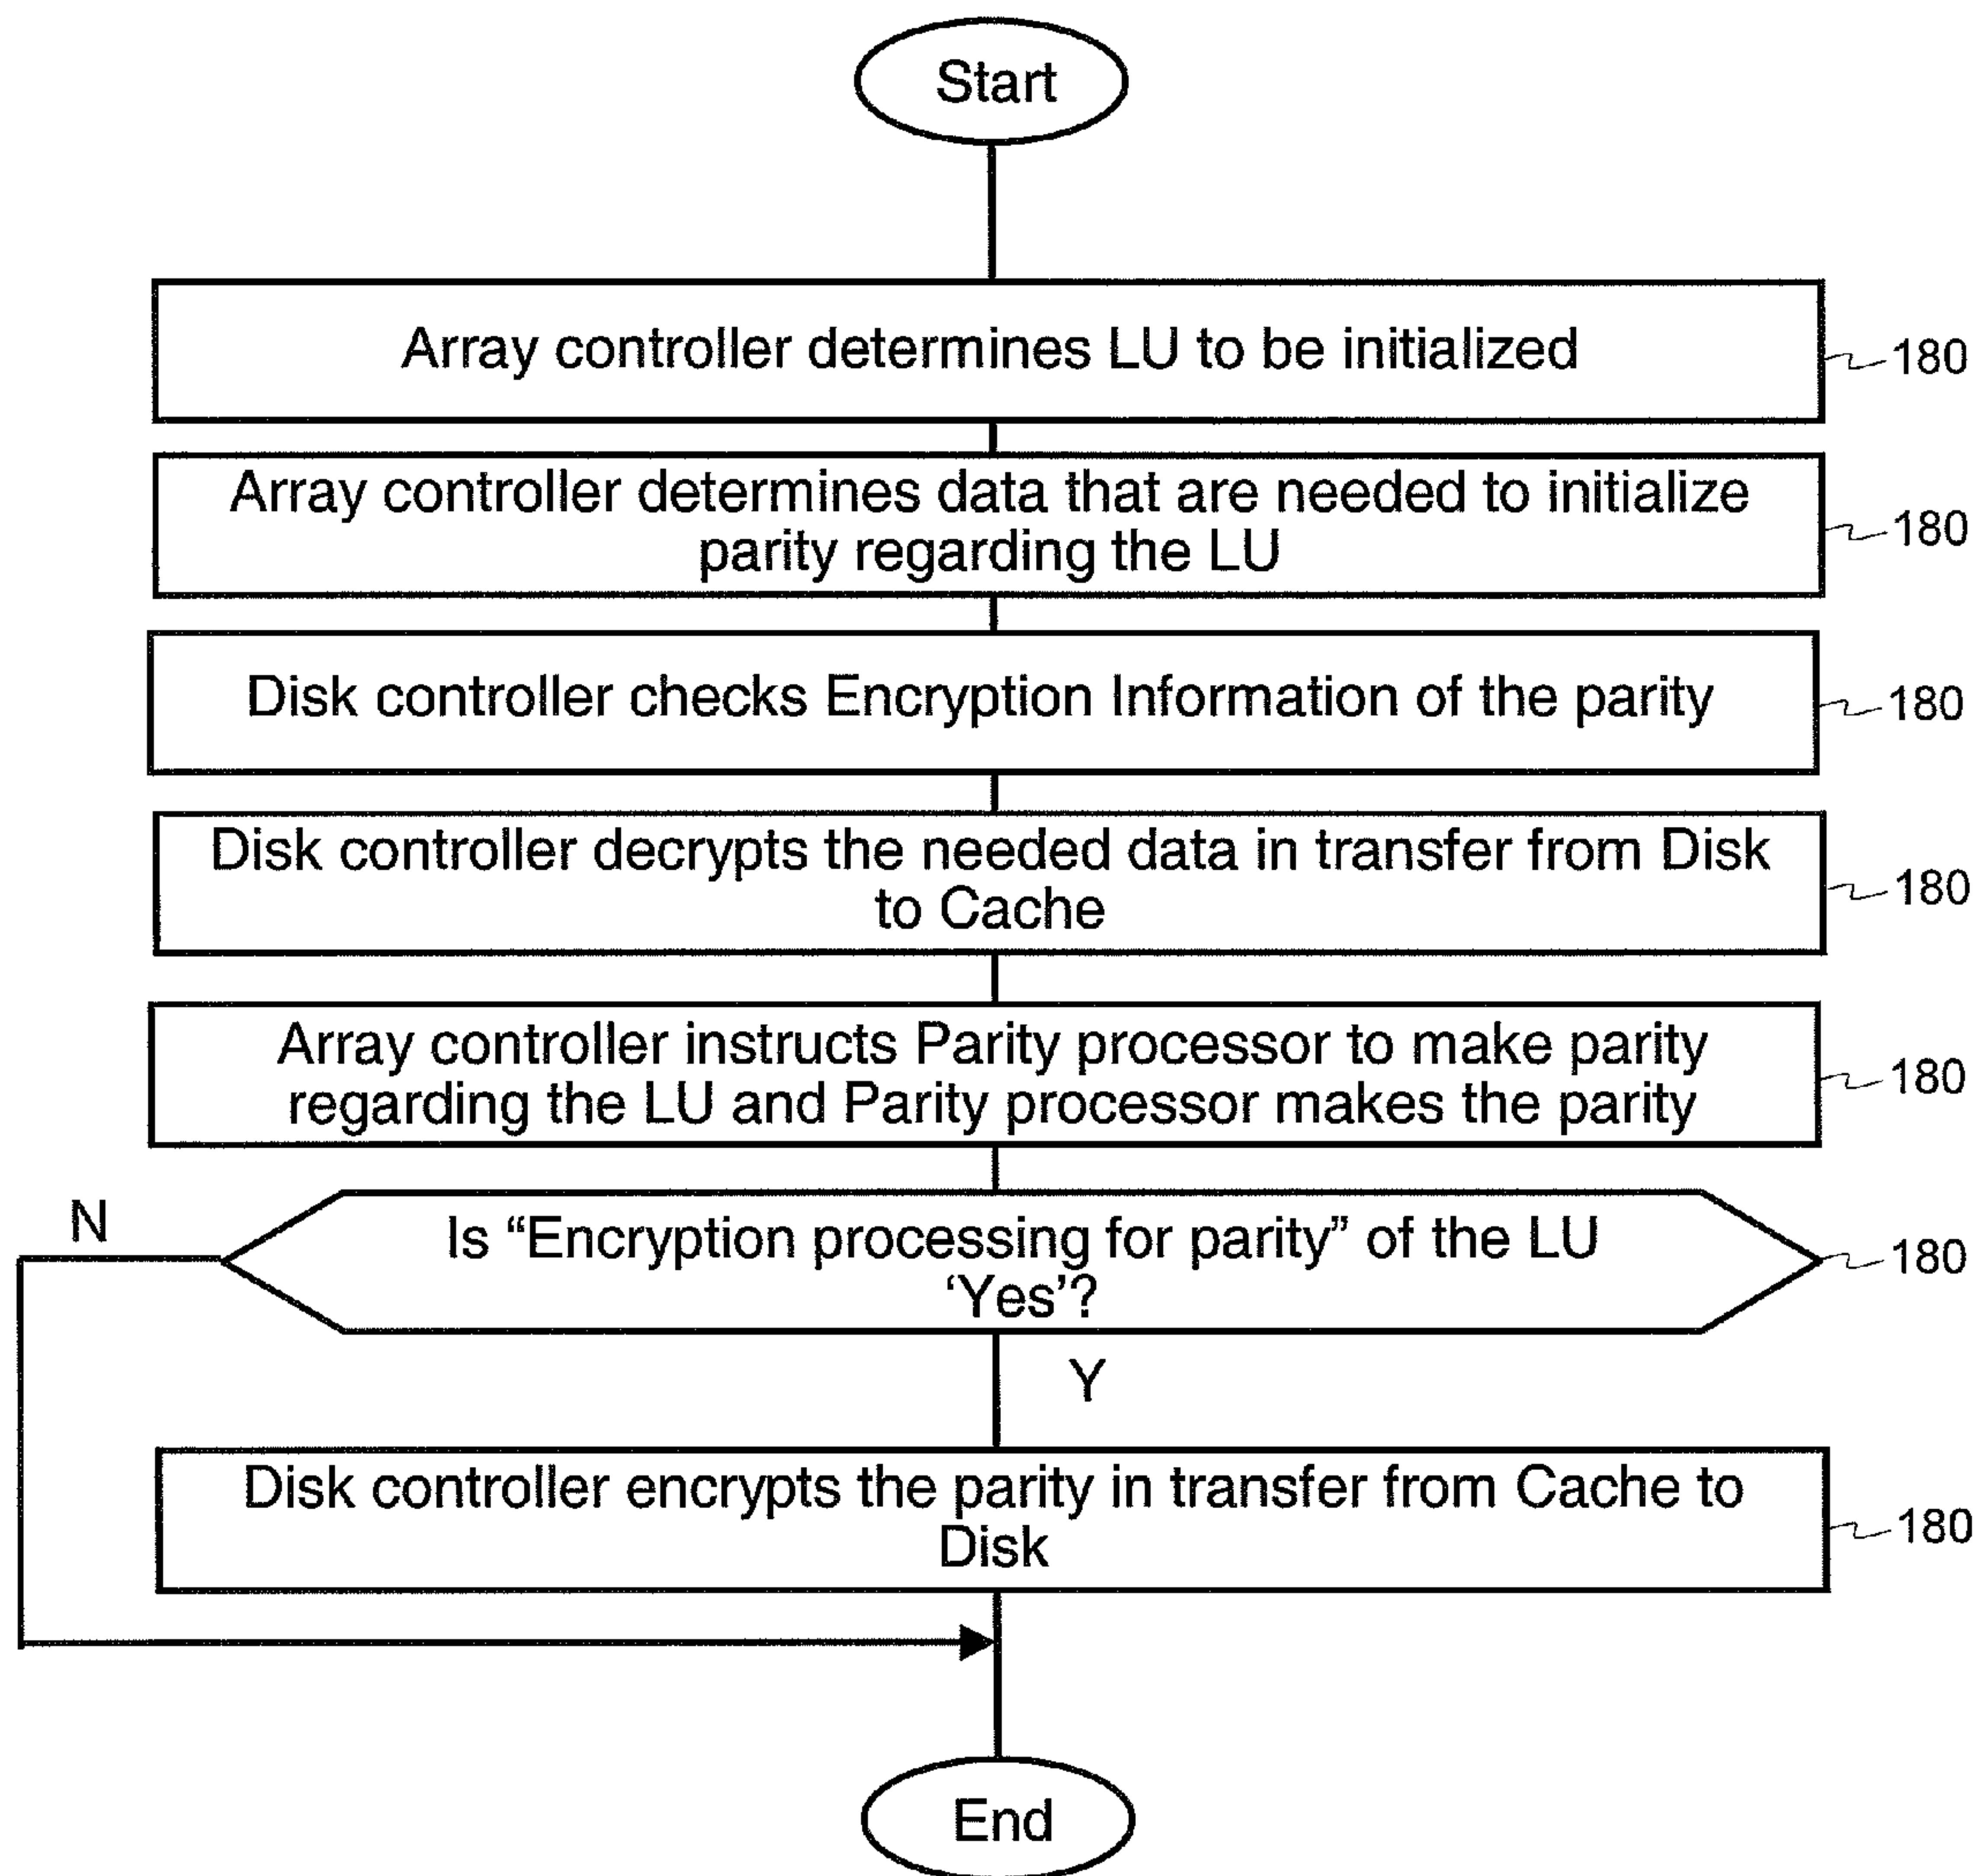 Start
Array controller determines LU to be initialized
180
Array controller determines data that are needed to initialize
parity regarding the LU
180
Disk controller checks Encryption Information of the parity
180
Disk controller decrypts the needed data in transfer from Disk
to Cache
180
Array controller instructs Parity processor to make parity
regarding the LU and Parity processor makes the parity
180
N
Is “Encryption processing for parity” of the LU
‘Yes’?
180
Y
Disk controller encrypts the parity in transfer from Cache to
Disk
180
End